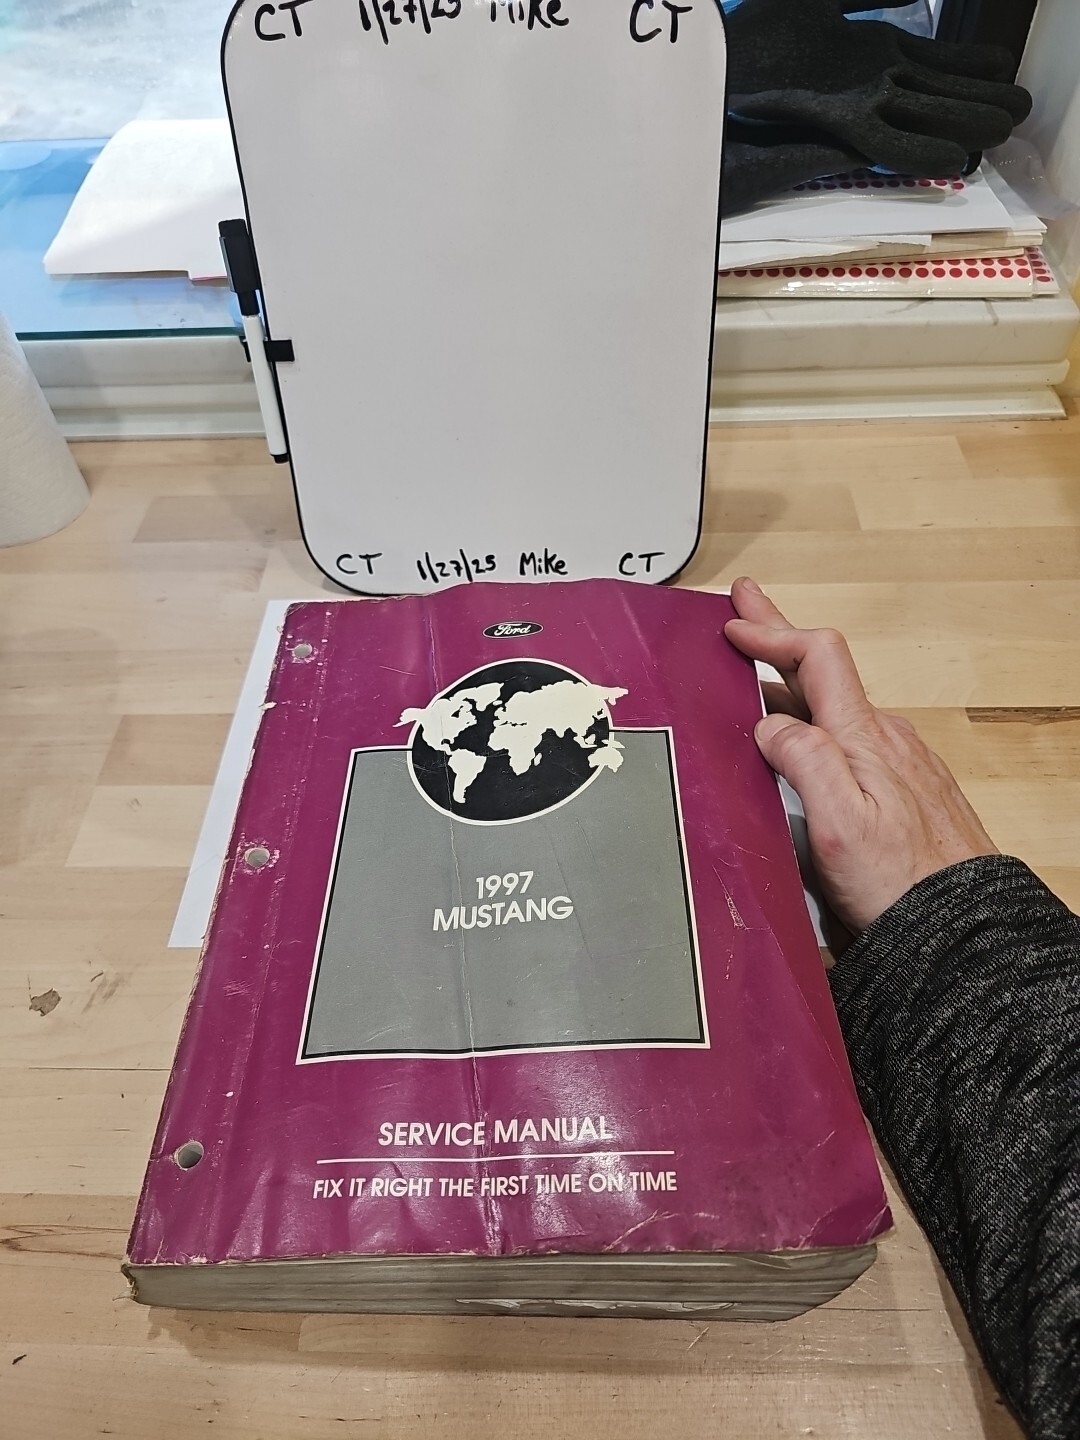 CT 1/27/25 Mike CT
CT 1/27/25 Mike CT
Ford
1997
MUSTANG
SERVICE MANUAL
FIX IT RIGHT THE FIRST TIME ON TIME